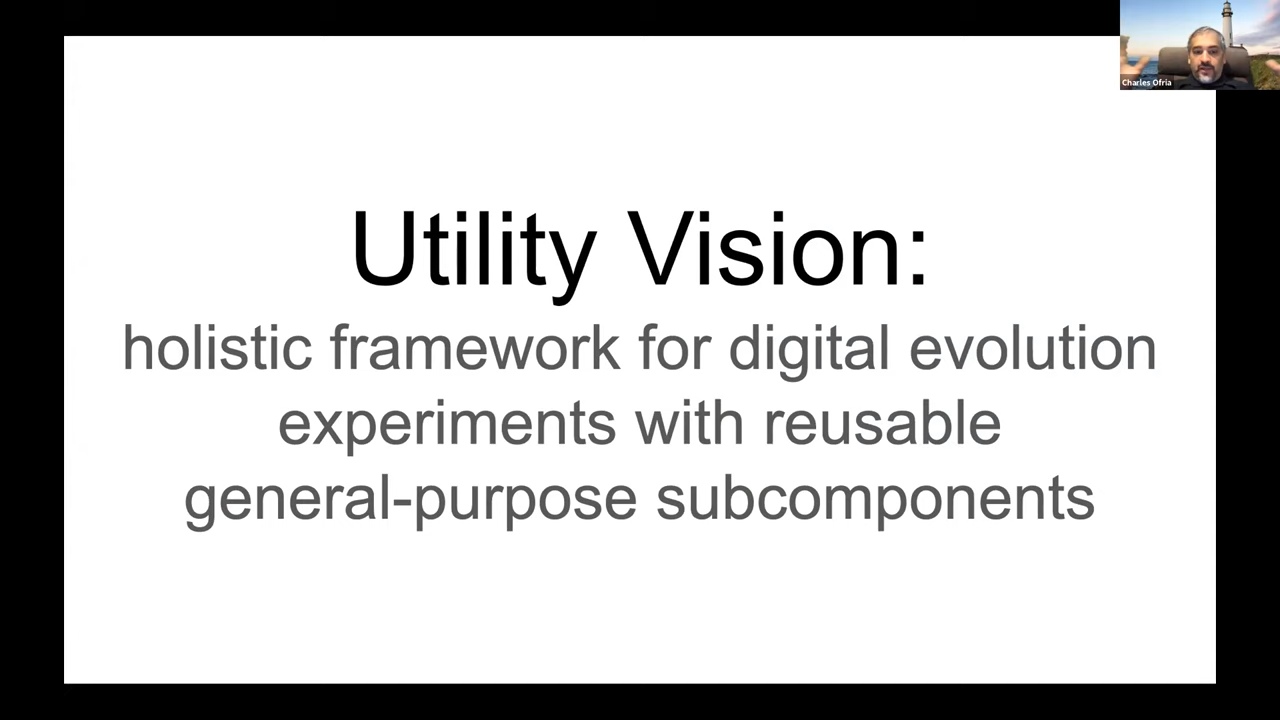 Charles Ofria
Utility Vision:
holistic framework for digital evolution
experiments with reusable
general-purpose subcomponents